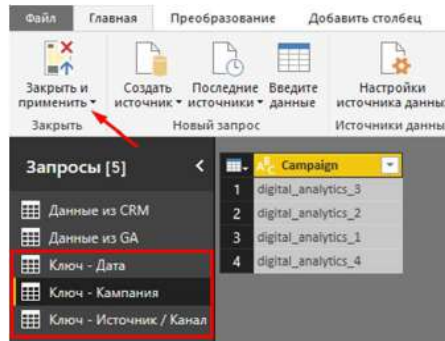 Файл Главная Преобразование Добавить столбец
Закрыть и применить
Создать источник
Последние источники
Введите данные
Настройки источника данных
Закрыть Новый запрос Источники данны
Запросы [5]
Данные из CRM
Данные из GA
Ключ - Дата
Ключ - Кампания
Ключ - Источник / Канал
ABC Campaign
1 digital_analytics_3
2 digital_analytics_2
3 digital_analytics_1
4 digital_analytics_4